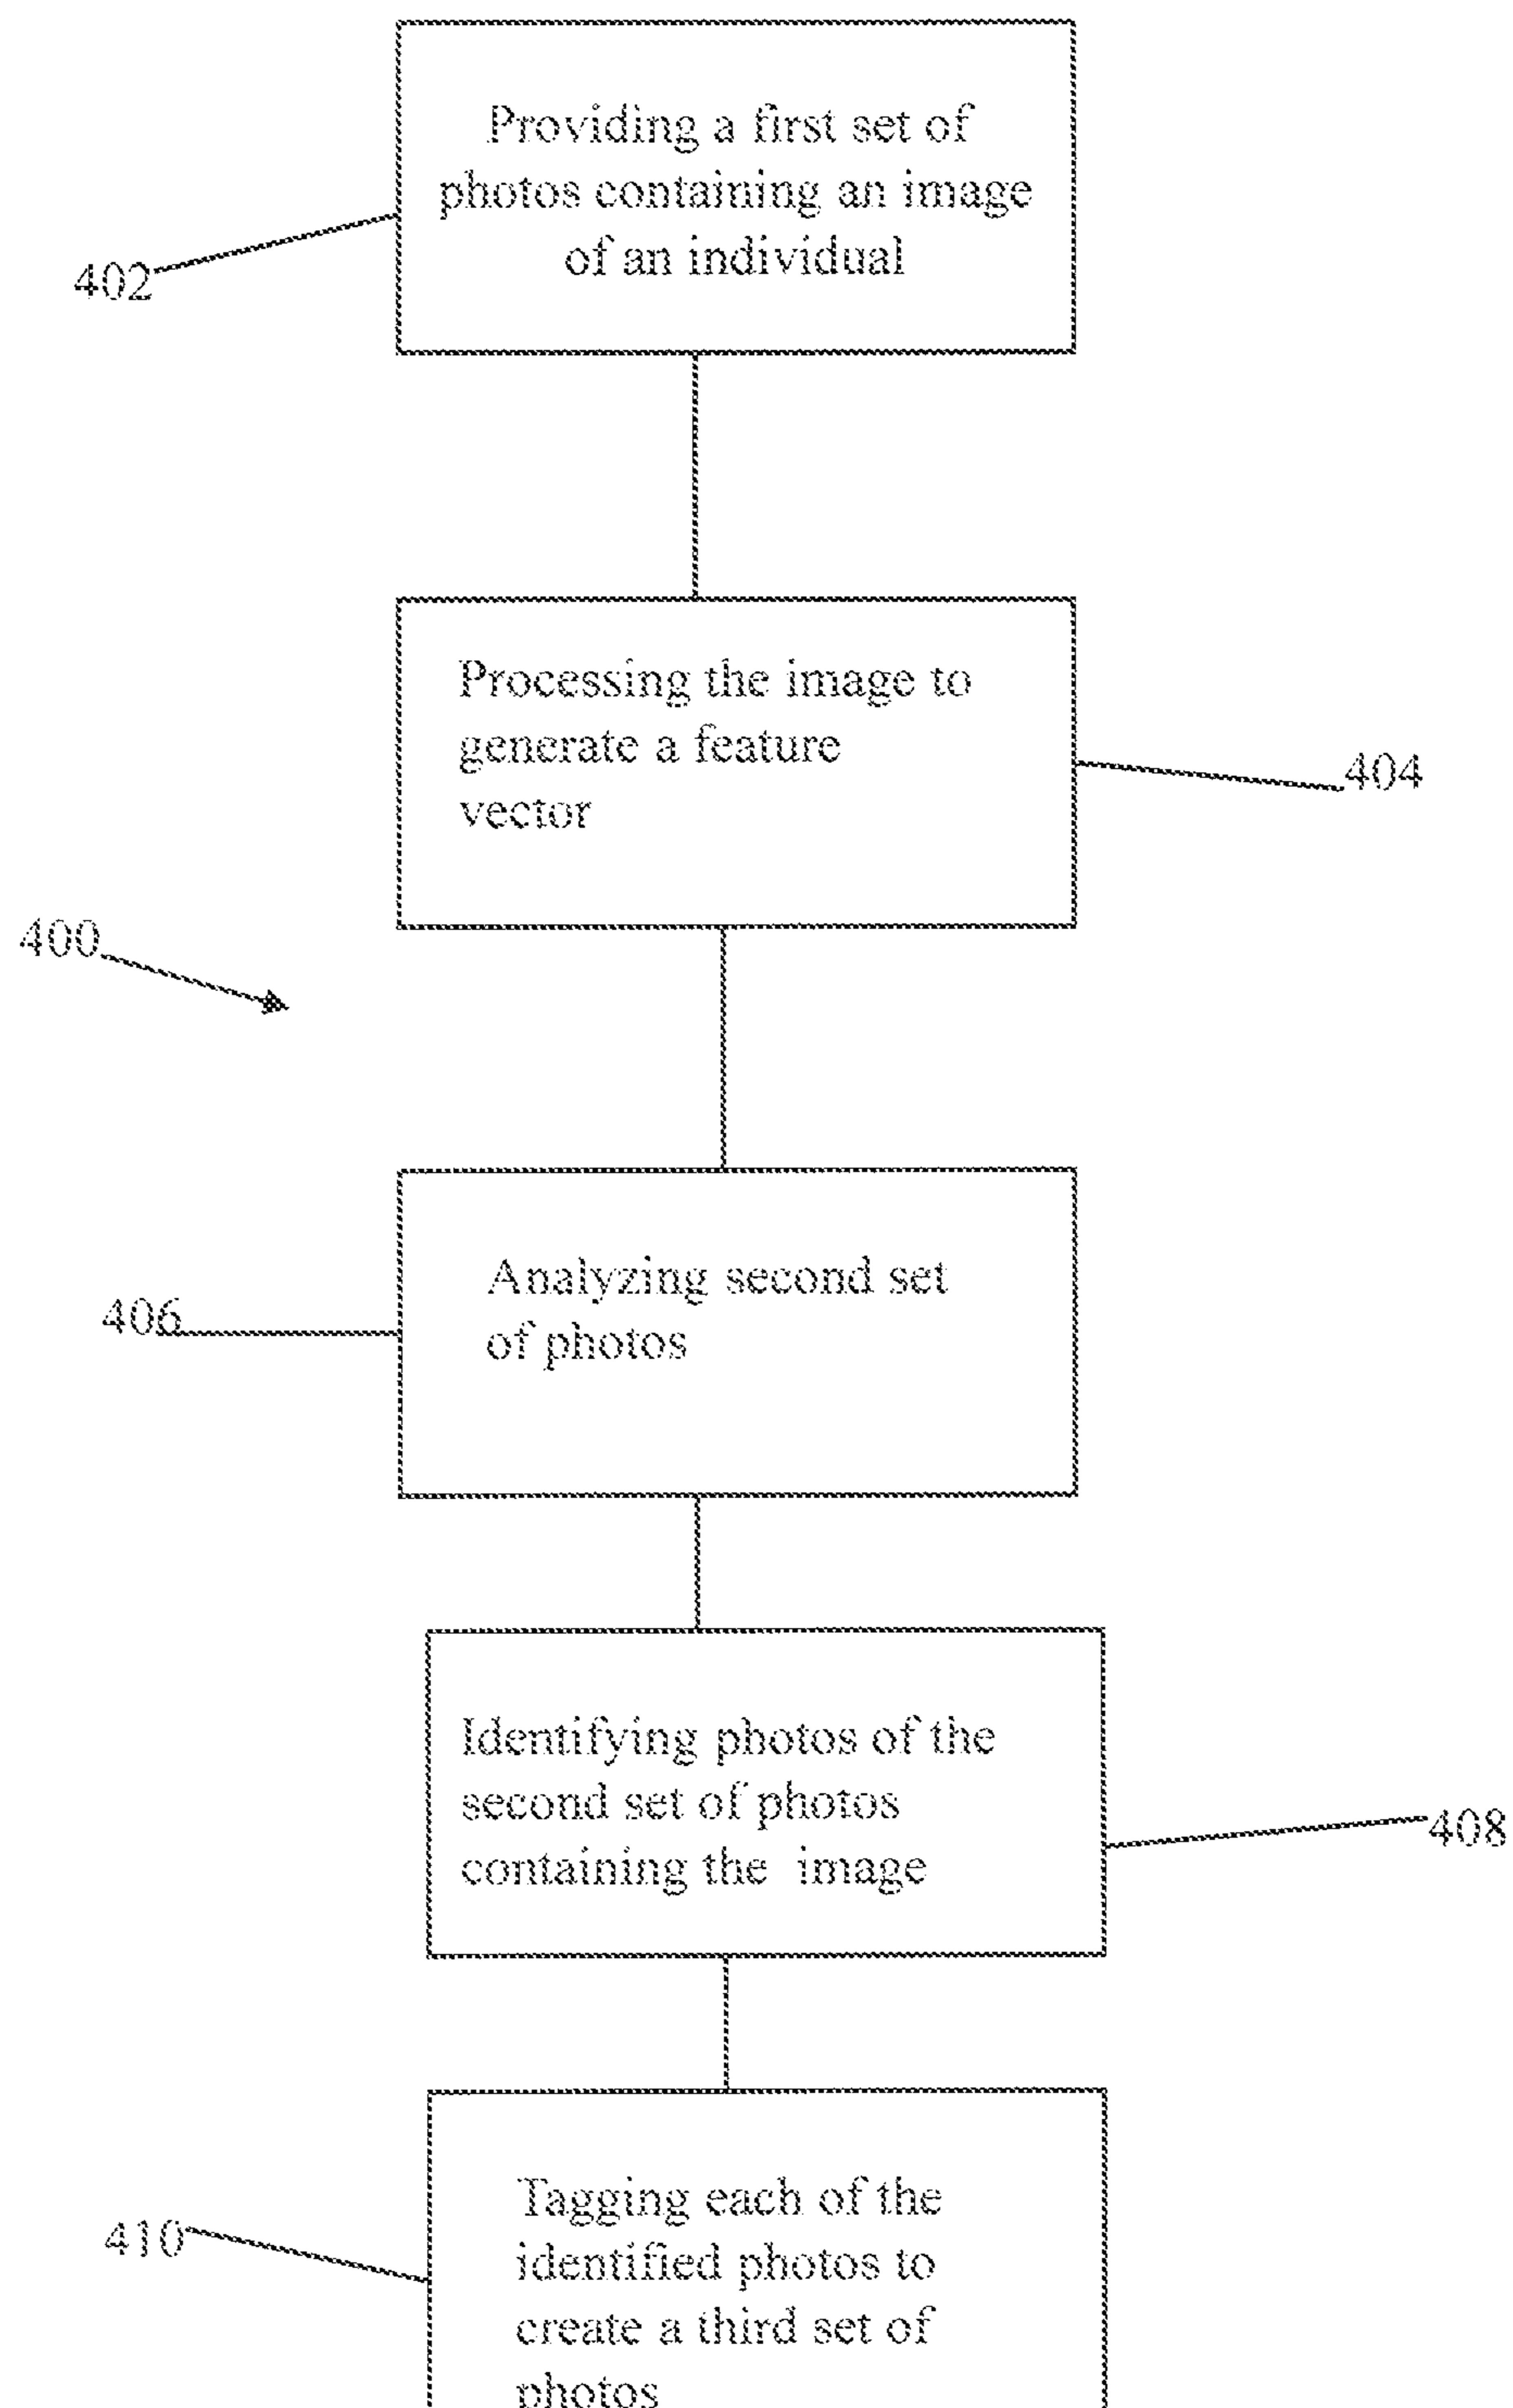 Providing a first set of
photos containing an image
of an individual
402
Processing the image to
generate a feature
vector
404
400
Analyzing second set
of photos
406
Identifying photos of the
second set of photos
containing the image
408
Tagging each of the
identified photos to
create a third set of
photos
410